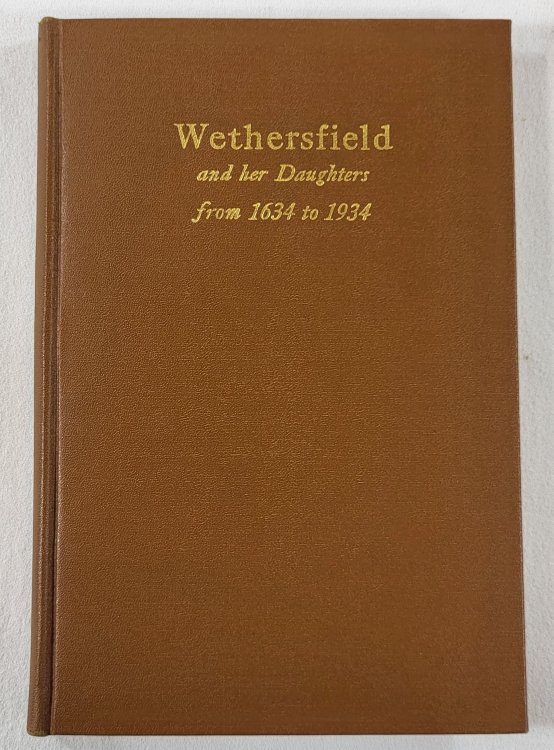 Wethersfield
and her Daughters
from 1634 to 1934